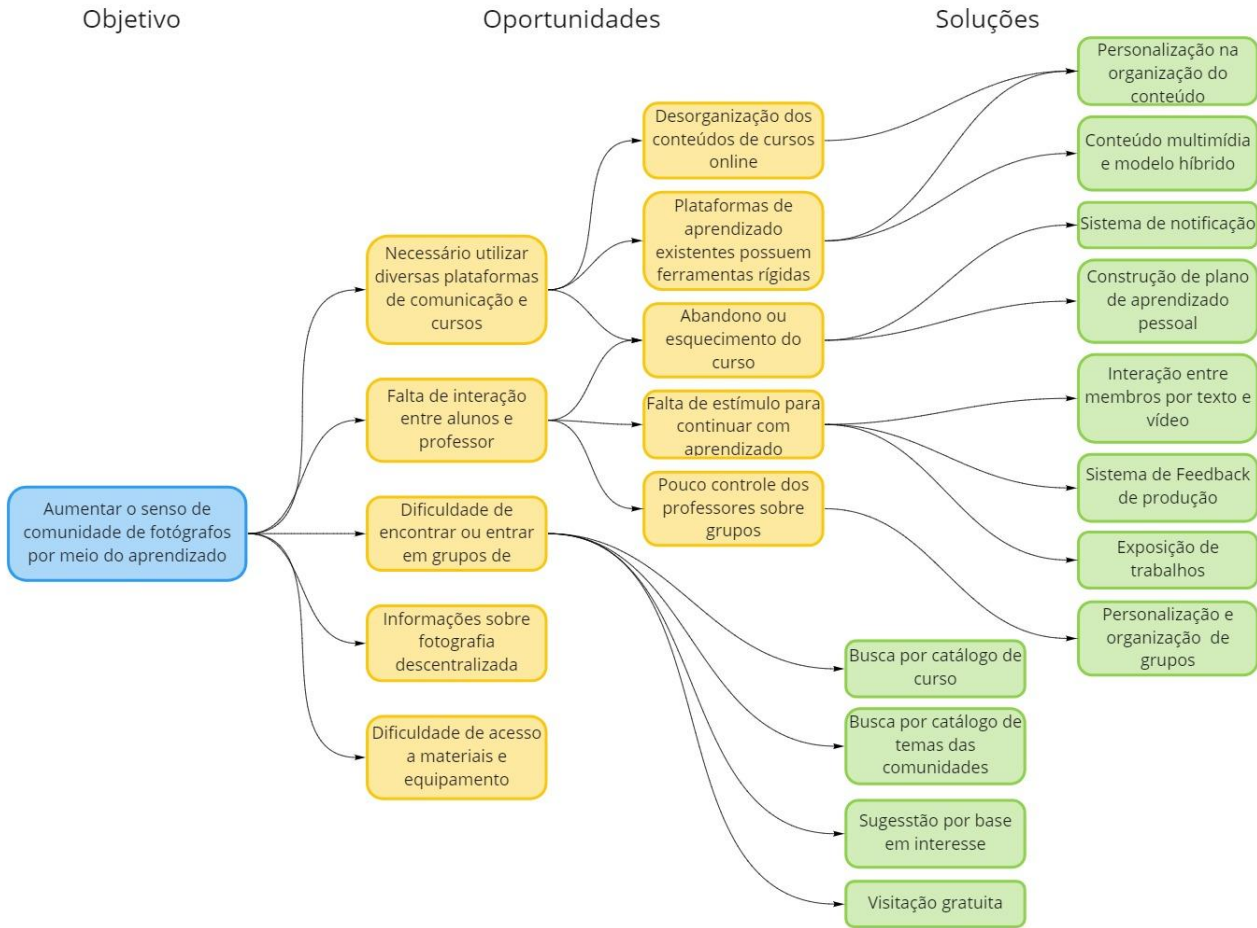 Objetivo
Oportunidades
Soluções
Aumentar o senso de
comunidade de fotógrafos
por meio do aprendizado
Necessário utilizar
diversas plataformas
de comunicação e
cursos
Falta de interação
entre alunos e
professor
Dificuldade de
encontrar ou entrar
em grupos de
Informações sobre
fotografia
descentralizada
Dificuldade de acesso
a materiais e
equipamento
Desorganização dos
conteúdos de cursos
online
Plataformas de
aprendizado
existentes possuem
ferramentas rígidas
Abandono ou
esquecimento do
curso
Falta de estímulo para
continuar com
aprendizado
Pouco controle dos
professores sobre
grupos
Busca por catálogo de
curso
Busca por catálogo de
temas das
comunidades
Sugesstão por base
em interesse
Visitação gratuita
Personalização na
organização do
conteúdo
Conteúdo multimídia
e modelo híbrido
Sistema de notificação
Construção de plano
de aprendizado
pessoal
Interação entre
membros por texto e
vídeo
Sistema de Feedback
de produção
Exposição de
trabalhos
Personalização e
organização de
grupos